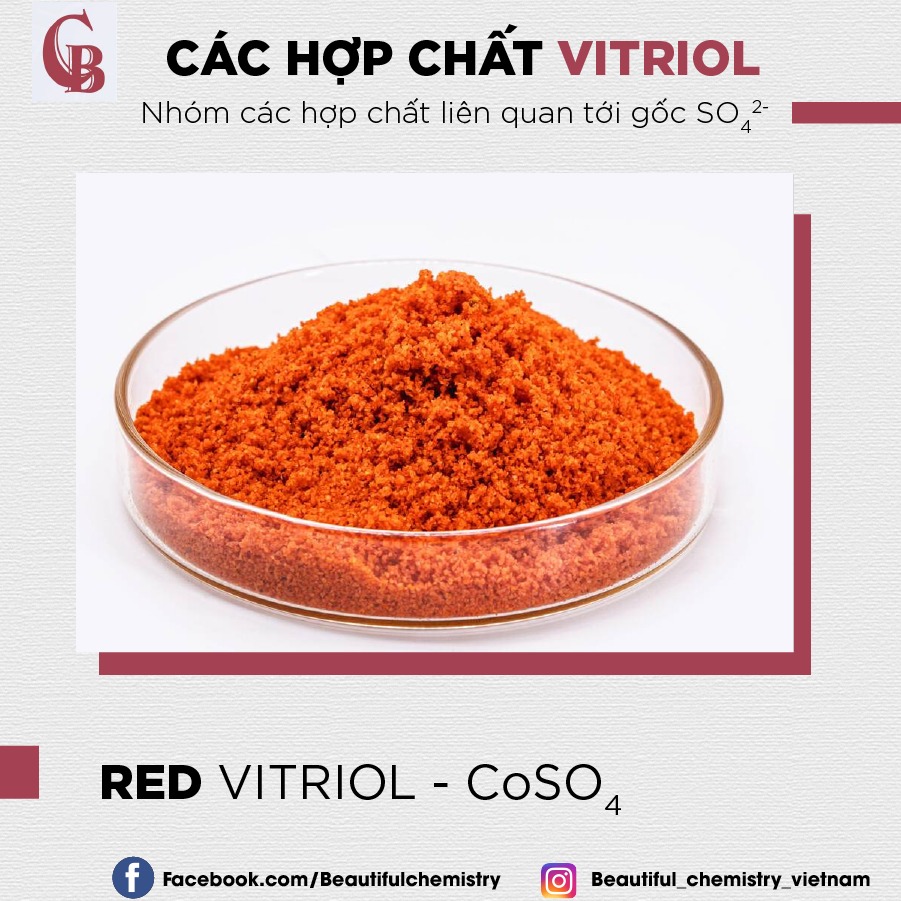 CB
CÁC HỢP CHẤT VITRIOL
Nhóm các hợp chất liên quan tới gốc SO₄²⁻
RED VITRIOL - CoSO₄
Facebook.com/Beautifulchemistry
Beautiful_chemistry_vietnam